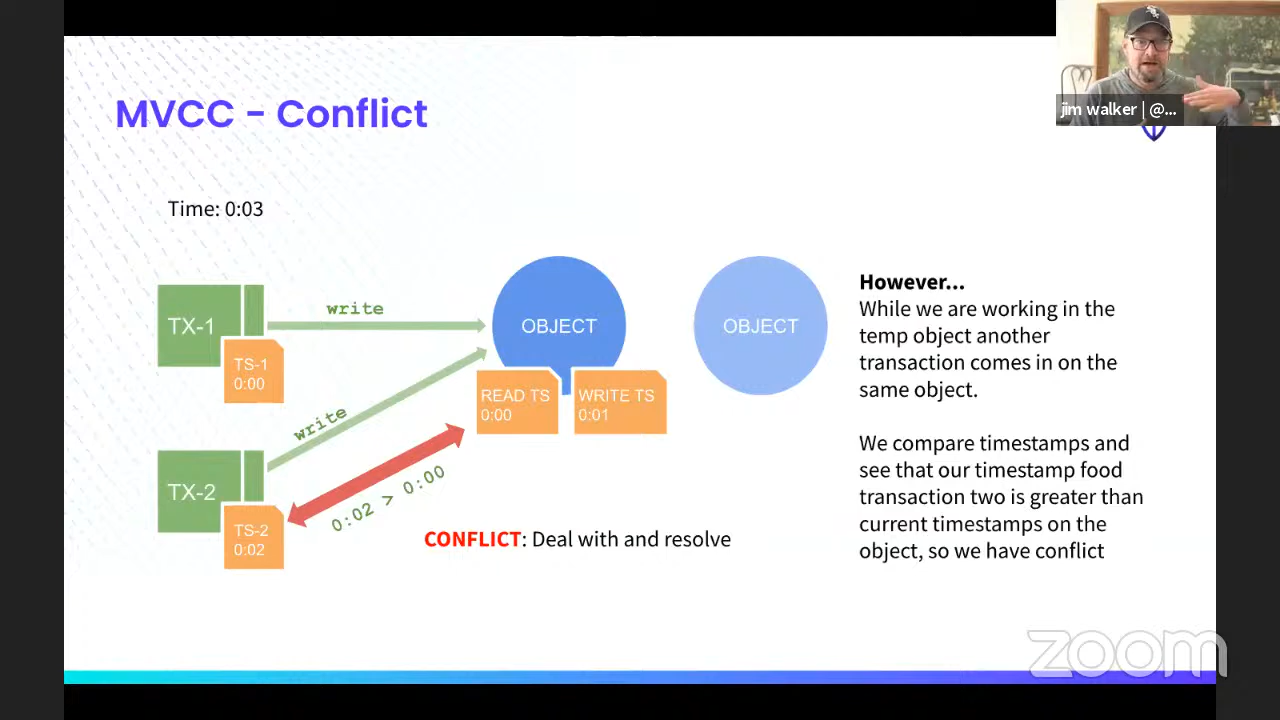 jim walker | @...
MVCC - Conflict
Time: 0:03
TX-1
TS-1
0:00
write
OBJECT
READ TS
0:00
WRITE TS
0:01
OBJECT
write
TX-2
TS-2
0:02
0:02 > 0:00
CONFLICT: Deal with and resolve
However...
While we are working in the
temp object another
transaction comes in on the
same object.
We compare timestamps and
see that our timestamp food
transaction two is greater than
current timestamps on the
object, so we have conflict
zoom